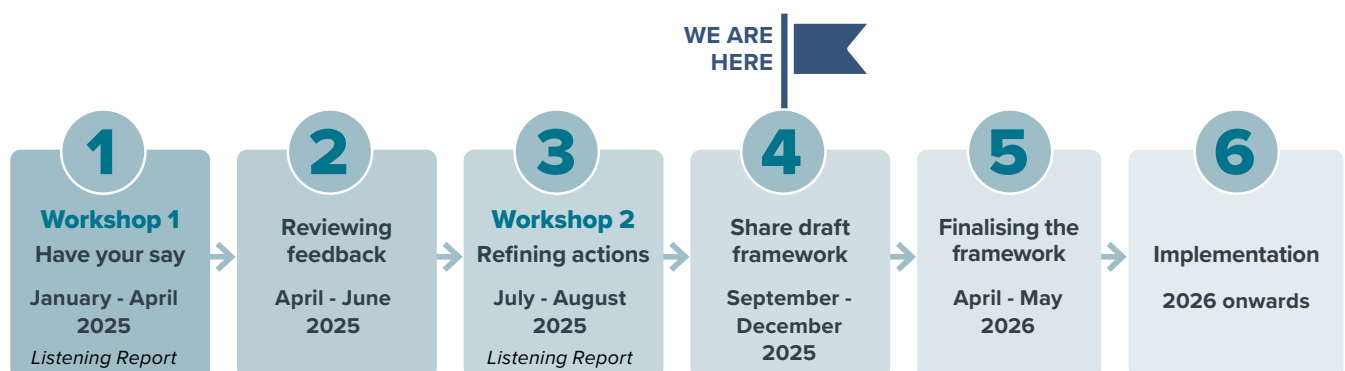 WE ARE
HERE
1
Workshop 1
Have your say
January - April
2025
Listening Report
2
Reviewing
feedback
April - June
2025
3
Workshop 2
Refining actions
July - August
2025
Listening Report
4
Share draft
framework
September -
December
2025
5
Finalising the
framework
April - May
2026
6
Implementation
2026 onwards